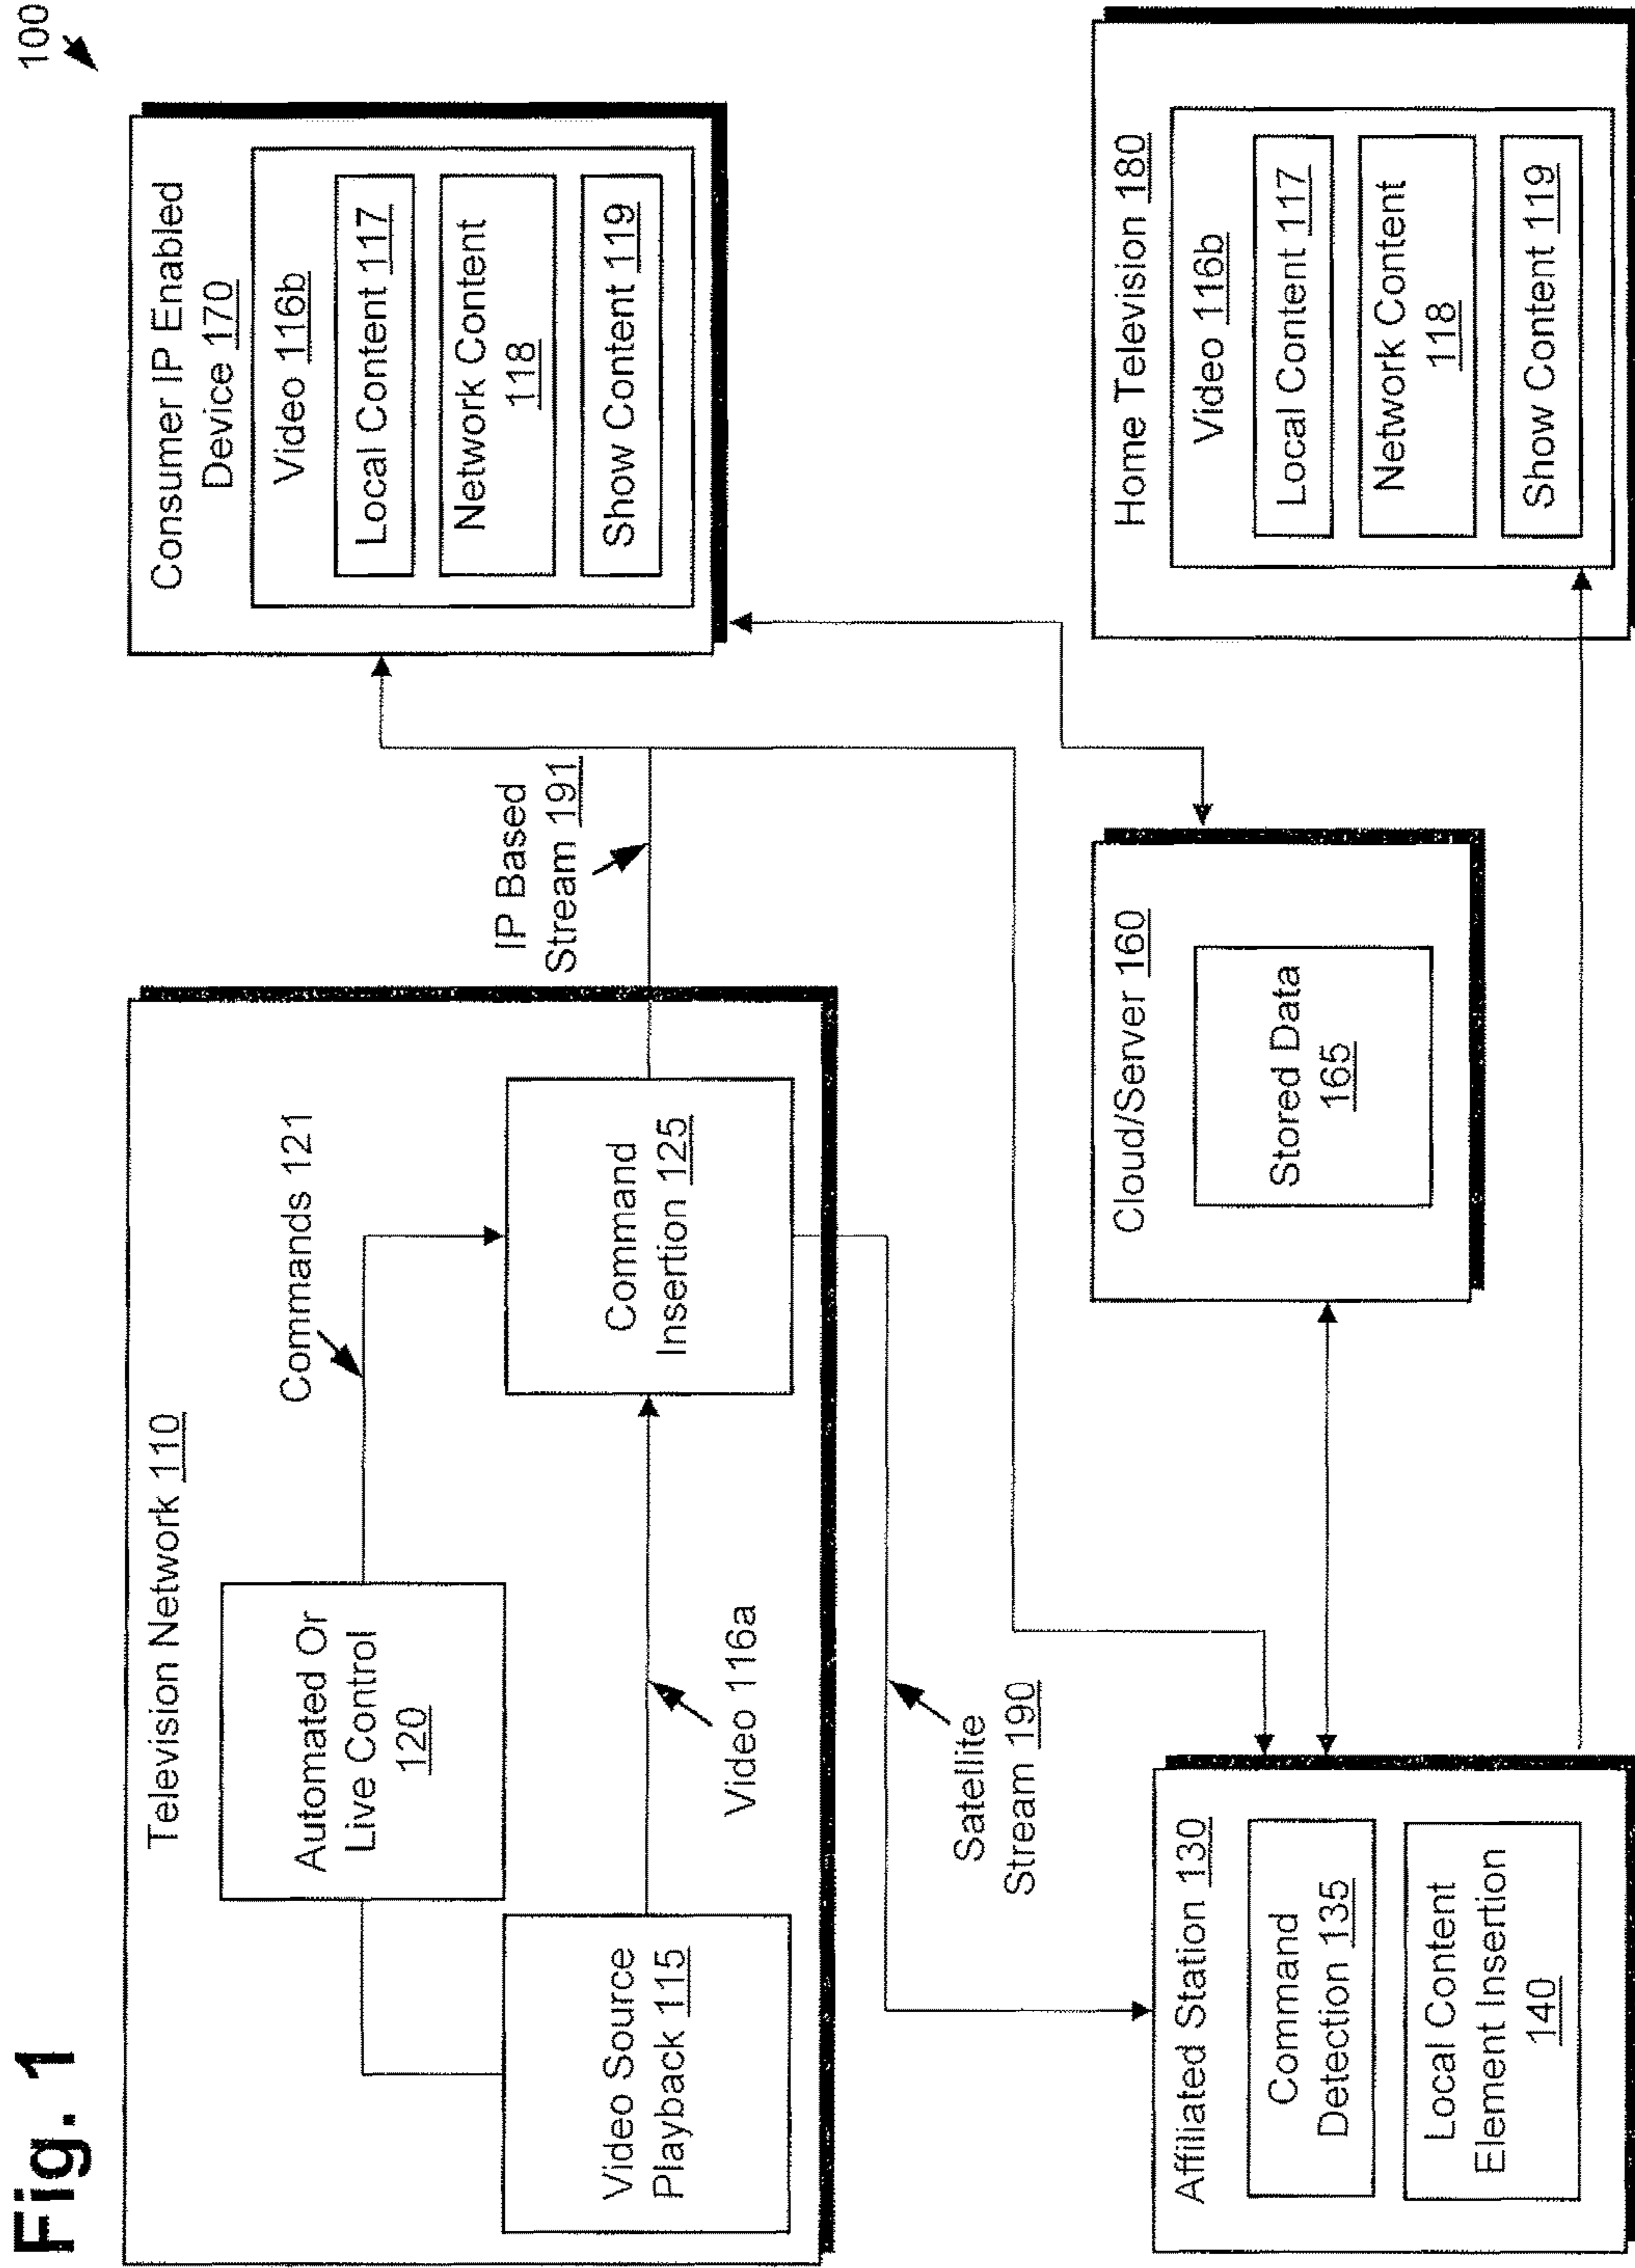 Fig. 1
100
Television Network 110
Automated Or
Live Control
120
Commands 121
Video Source
Playback 115
Video 116a
Command
Insertion 125
IP Based
Stream 191
Satellite
Stream 190
Consumer IP Enabled
Device 170
Video 116b
Local Content 117
Network Content
118
Show Content 119
Affiliated Station 130
Command
Detection 135
Local Content
Element Insertion
140
Cloud/Server 160
Stored Data
165
Home Television 180
Video 116b
Local Content 117
Network Content
118
Show Content 119